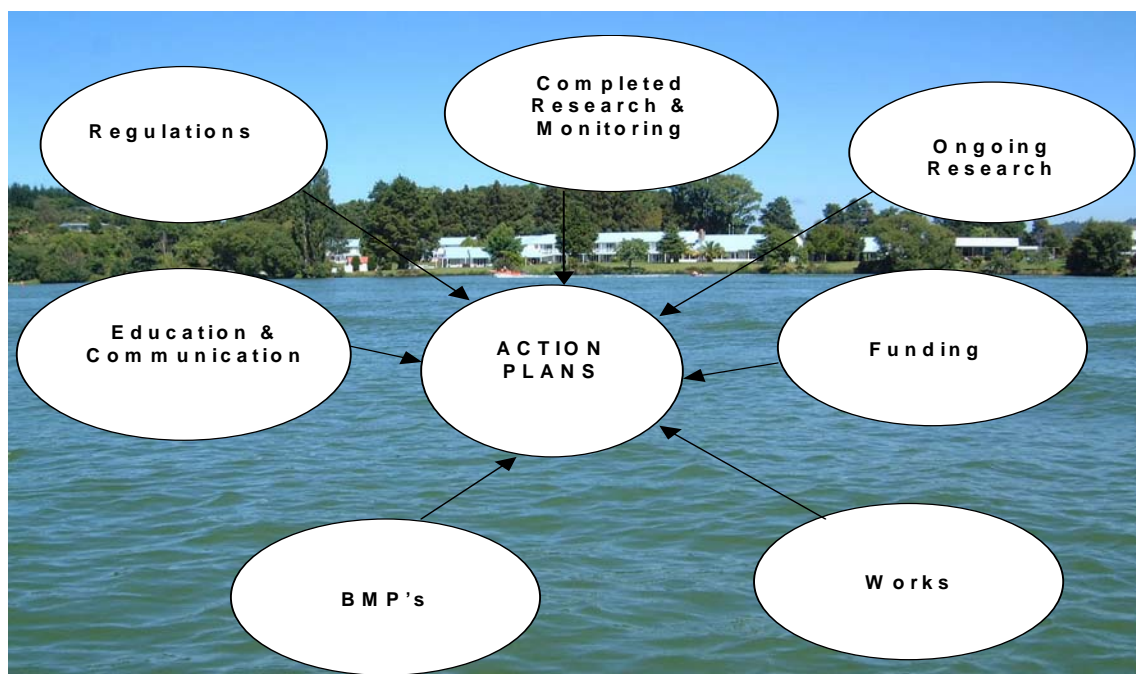 Completed
Research &
Monitoring
Regulations
Ongoing
Research
Education &
Communication
ACTION
PLANS
Funding
BMP's
Works